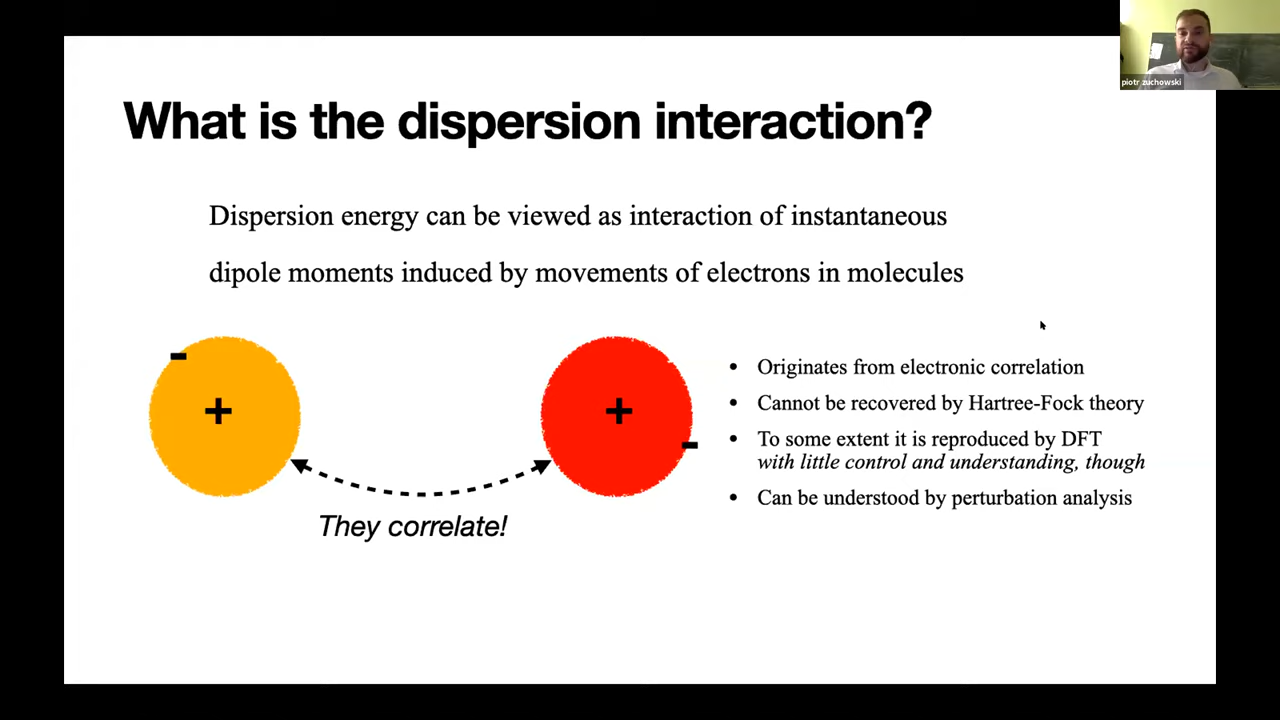 piotr zuchowski
What is the dispersion interaction?
Dispersion energy can be viewed as interaction of instantaneous
dipole moments induced by movements of electrons in molecules
-
+
+
-
They correlate!
• Originates from electronic correlation
• Cannot be recovered by Hartree-Fock theory
• To some extent it is reproduced by DFT
with little control and understanding, though
• Can be understood by perturbation analysis